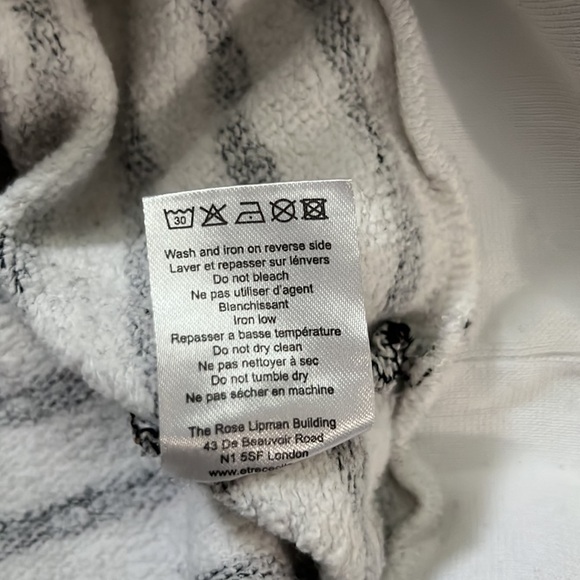 30
Wash and iron on reverse side
Laver et repasser sur lénvers
Do not bleach
Ne pas utiliser d'agent
Blanchissant
Iron low
Repasser a basse température
Do not dry clean
Ne pas nettoyer à sec
Do not tumble dry
Ne pas sécher en machine
The Rose Lipman Building
43 De Beauvoir Road
N1 5SF London